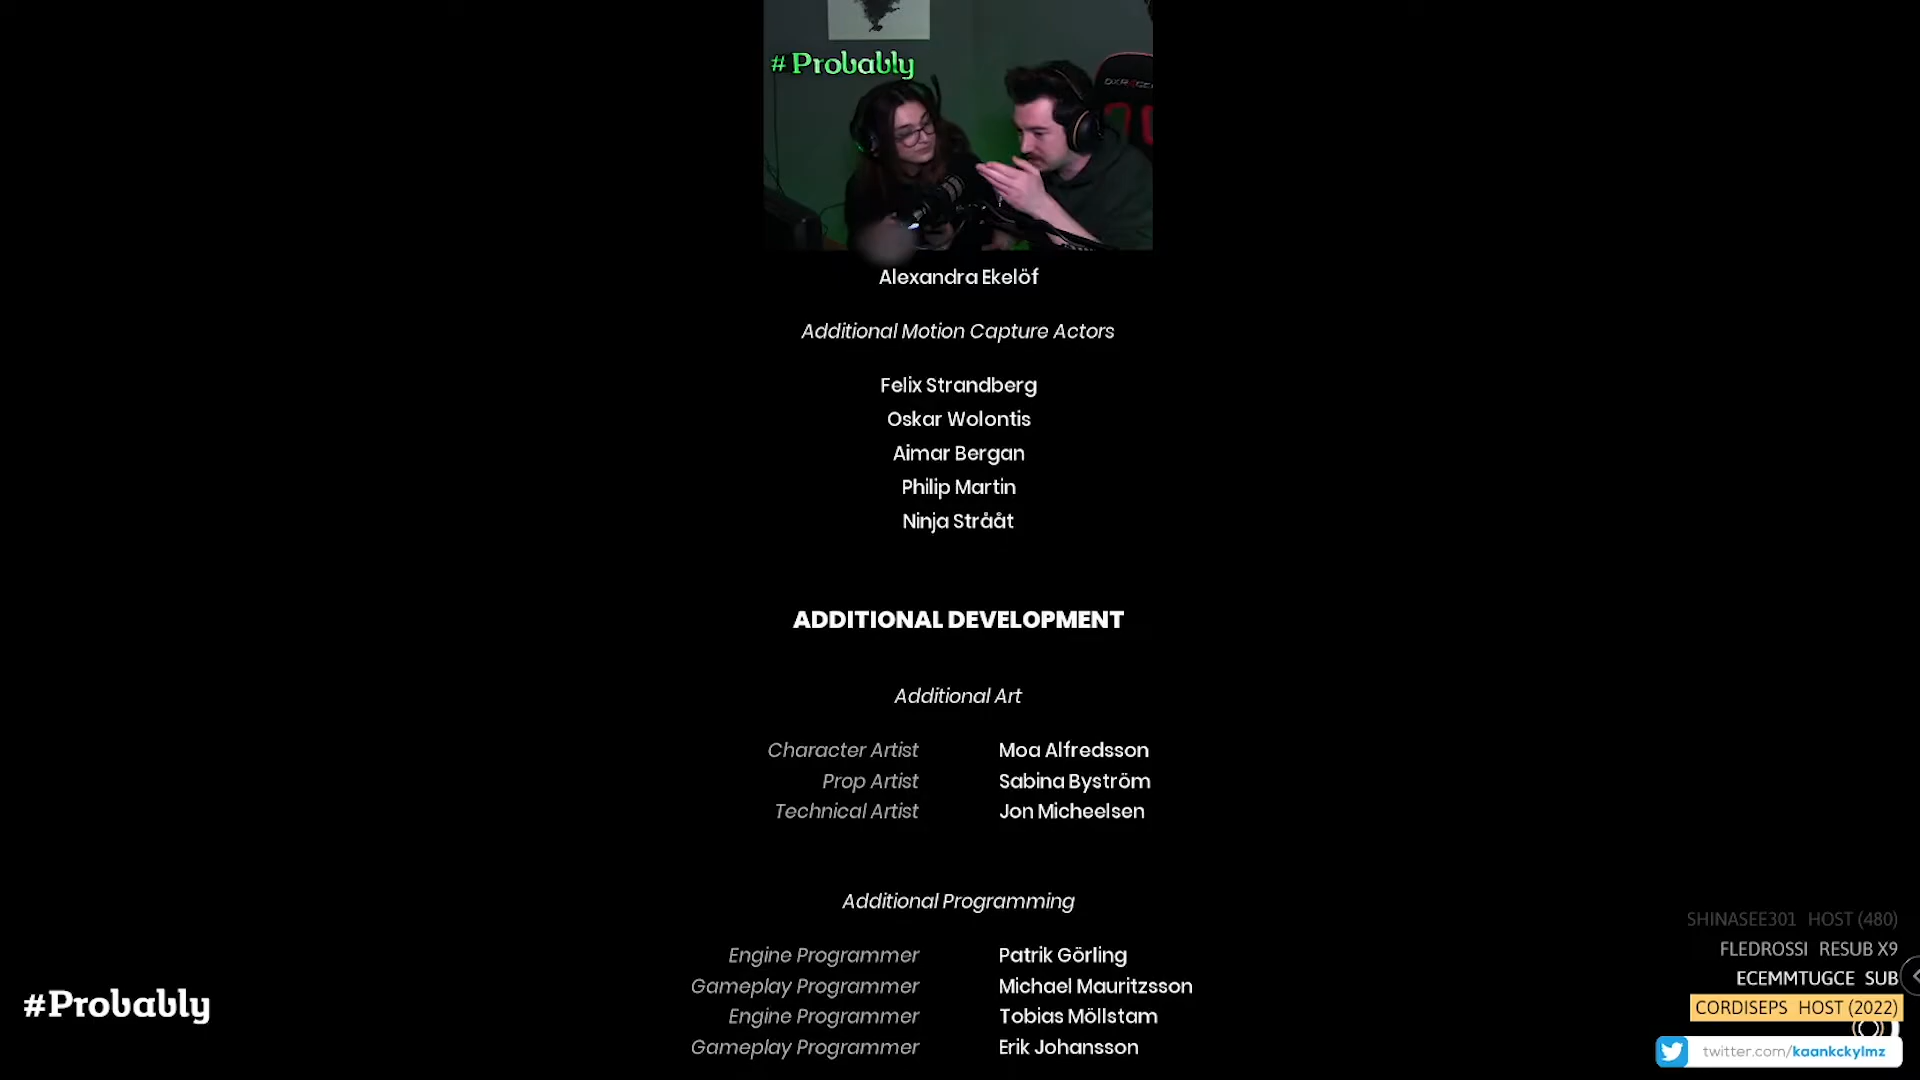 #Probably
Alexandra Ekelöf
Additional Motion Capture Actors
Felix Strandberg
Oskar Wolontis
Aimar Bergan
Philip Martin
Ninja Strååt
ADDITIONAL DEVELOPMENT
Additional Art
Character Artist Moa Alfredsson
Prop Artist Sabina Byström
Technical Artist Jon Micheelsen
Additional Programming
Engine Programmer Patrik Görling
Gameplay Programmer Michael Mauritzsson
Engine Programmer Tobias Möllstam
Gameplay Programmer Erik Johansson
#Probably
SHINASEE301 HOST (480)
FLEDROSSI RESUB X9
ECEMMTUGCE SUB
CORDISEPS HOST (2022)
twitter.com/kaankckylmz